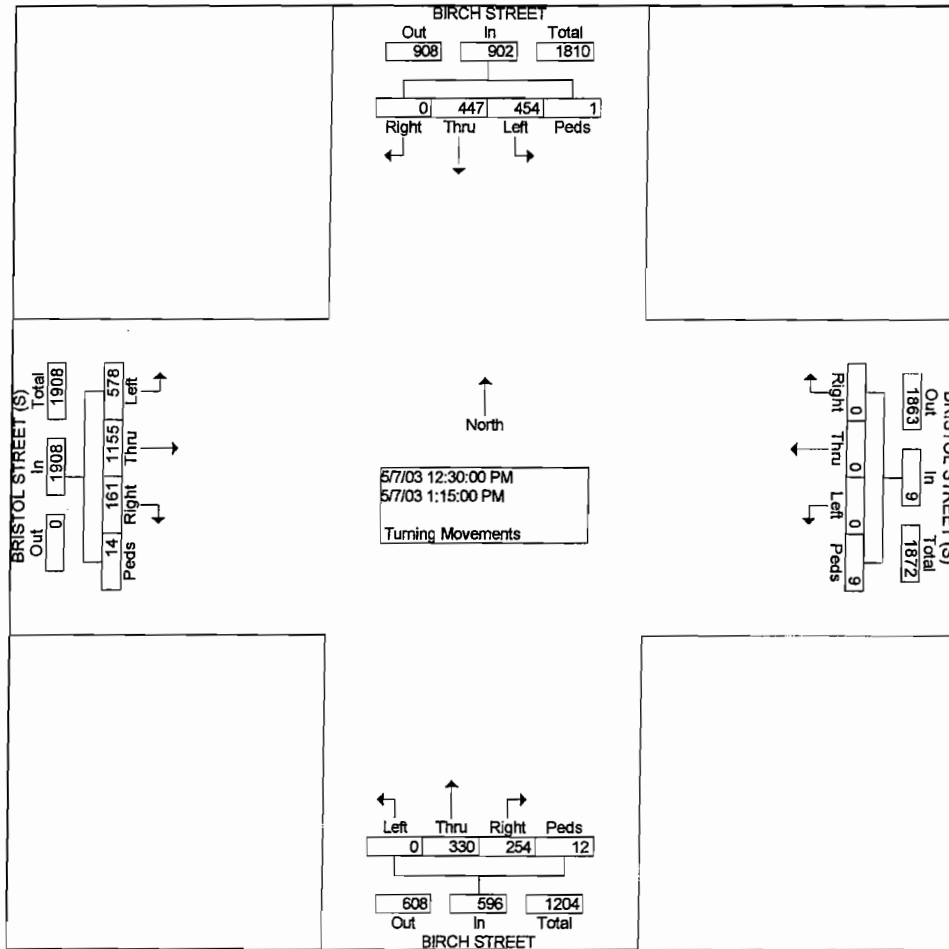 BIRCH STREET
Out In Total
908 902 1810
0 447 454 1
Right Thru Left Peds
BRISTOL STREET (S)
Out In Total
0 1908 1908
578 1155 161 14
Left Thru Right Peds
North
5/7/03 12:30:00 PM
5/7/03 1:15:00 PM
Turning Movements
Right Thru Left Peds
0 0 0 9
Out In Total
1863 9 1872
BRISTOL STREET (S)
Left Thru Right Peds
0 330 254 12
608 596 1204
Out In Total
BIRCH STREET